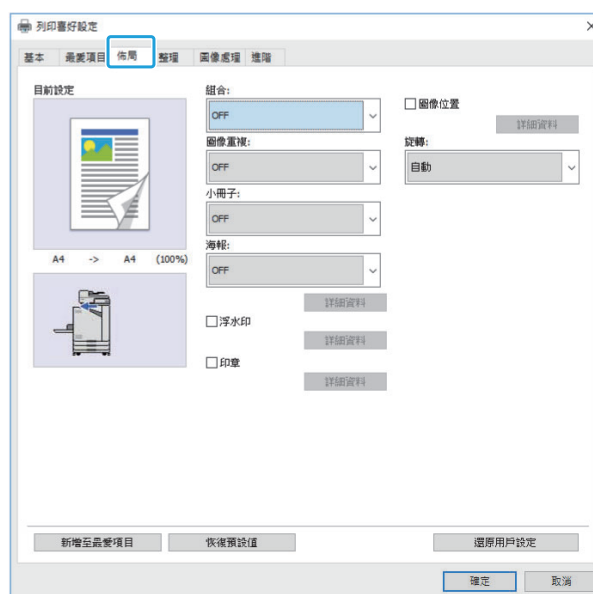 列印喜好設定
基本 最愛項目 佈局 整理 圖像處理 進階
目前設定
A4 -> A4 (100%)
組合:
OFF
圖像重複:
OFF
小冊子:
OFF
海報:
OFF
詳細資料
浮水印
詳細資料
印章
詳細資料
圖像位置
詳細資料
旋轉:
自動
新增至最愛項目 恢復預設值 還原用戶設定
確定 取消